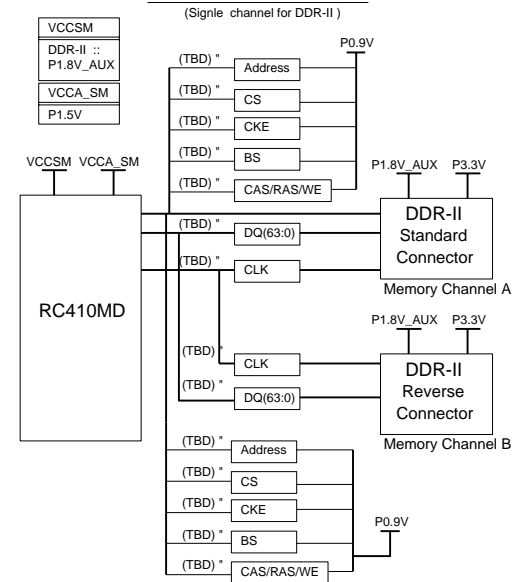 (Signle channel for DDR-II )
VCCSM
DDR-II ::
P1.8V_AUX
VCCA_SM
P1.5V
P0.9V
(TBD) " Address
(TBD) " CS
(TBD) " CKE
(TBD) " BS
(TBD) " CAS/RAS/WE
VCCSM VCCA_SM
P1.8V_AUX P3.3V
RC410MD
(TBD) " DQ(63:0)
(TBD) " CLK
DDR-II
Standard
Connector
Memory Channel A
P1.8V_AUX P3.3V
(TBD) " CLK
(TBD) " DQ(63:0)
DDR-II
Reverse
Connector
Memory Channel B
(TBD) " Address
(TBD) " CS
(TBD) " CKE
(TBD) " BS
(TBD) " CAS/RAS/WE
P0.9V